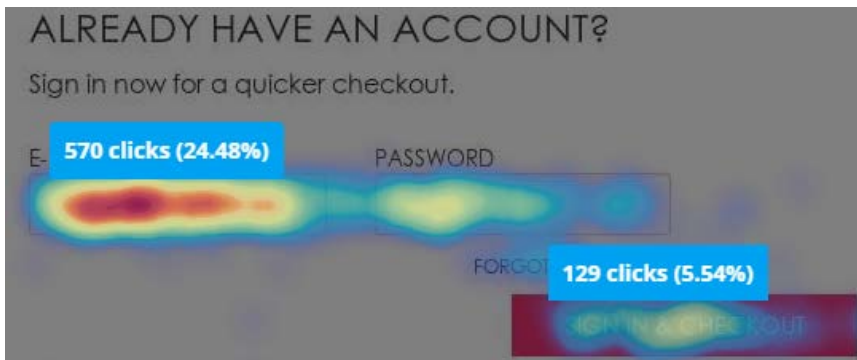 ALREADY HAVE AN ACCOUNT?
Sign in now for a quicker checkout.
570 clicks (24.48%)
E-
PASSWORD
FORGOT
129 clicks (5.54%)
SIGN IN & CHECKOUT